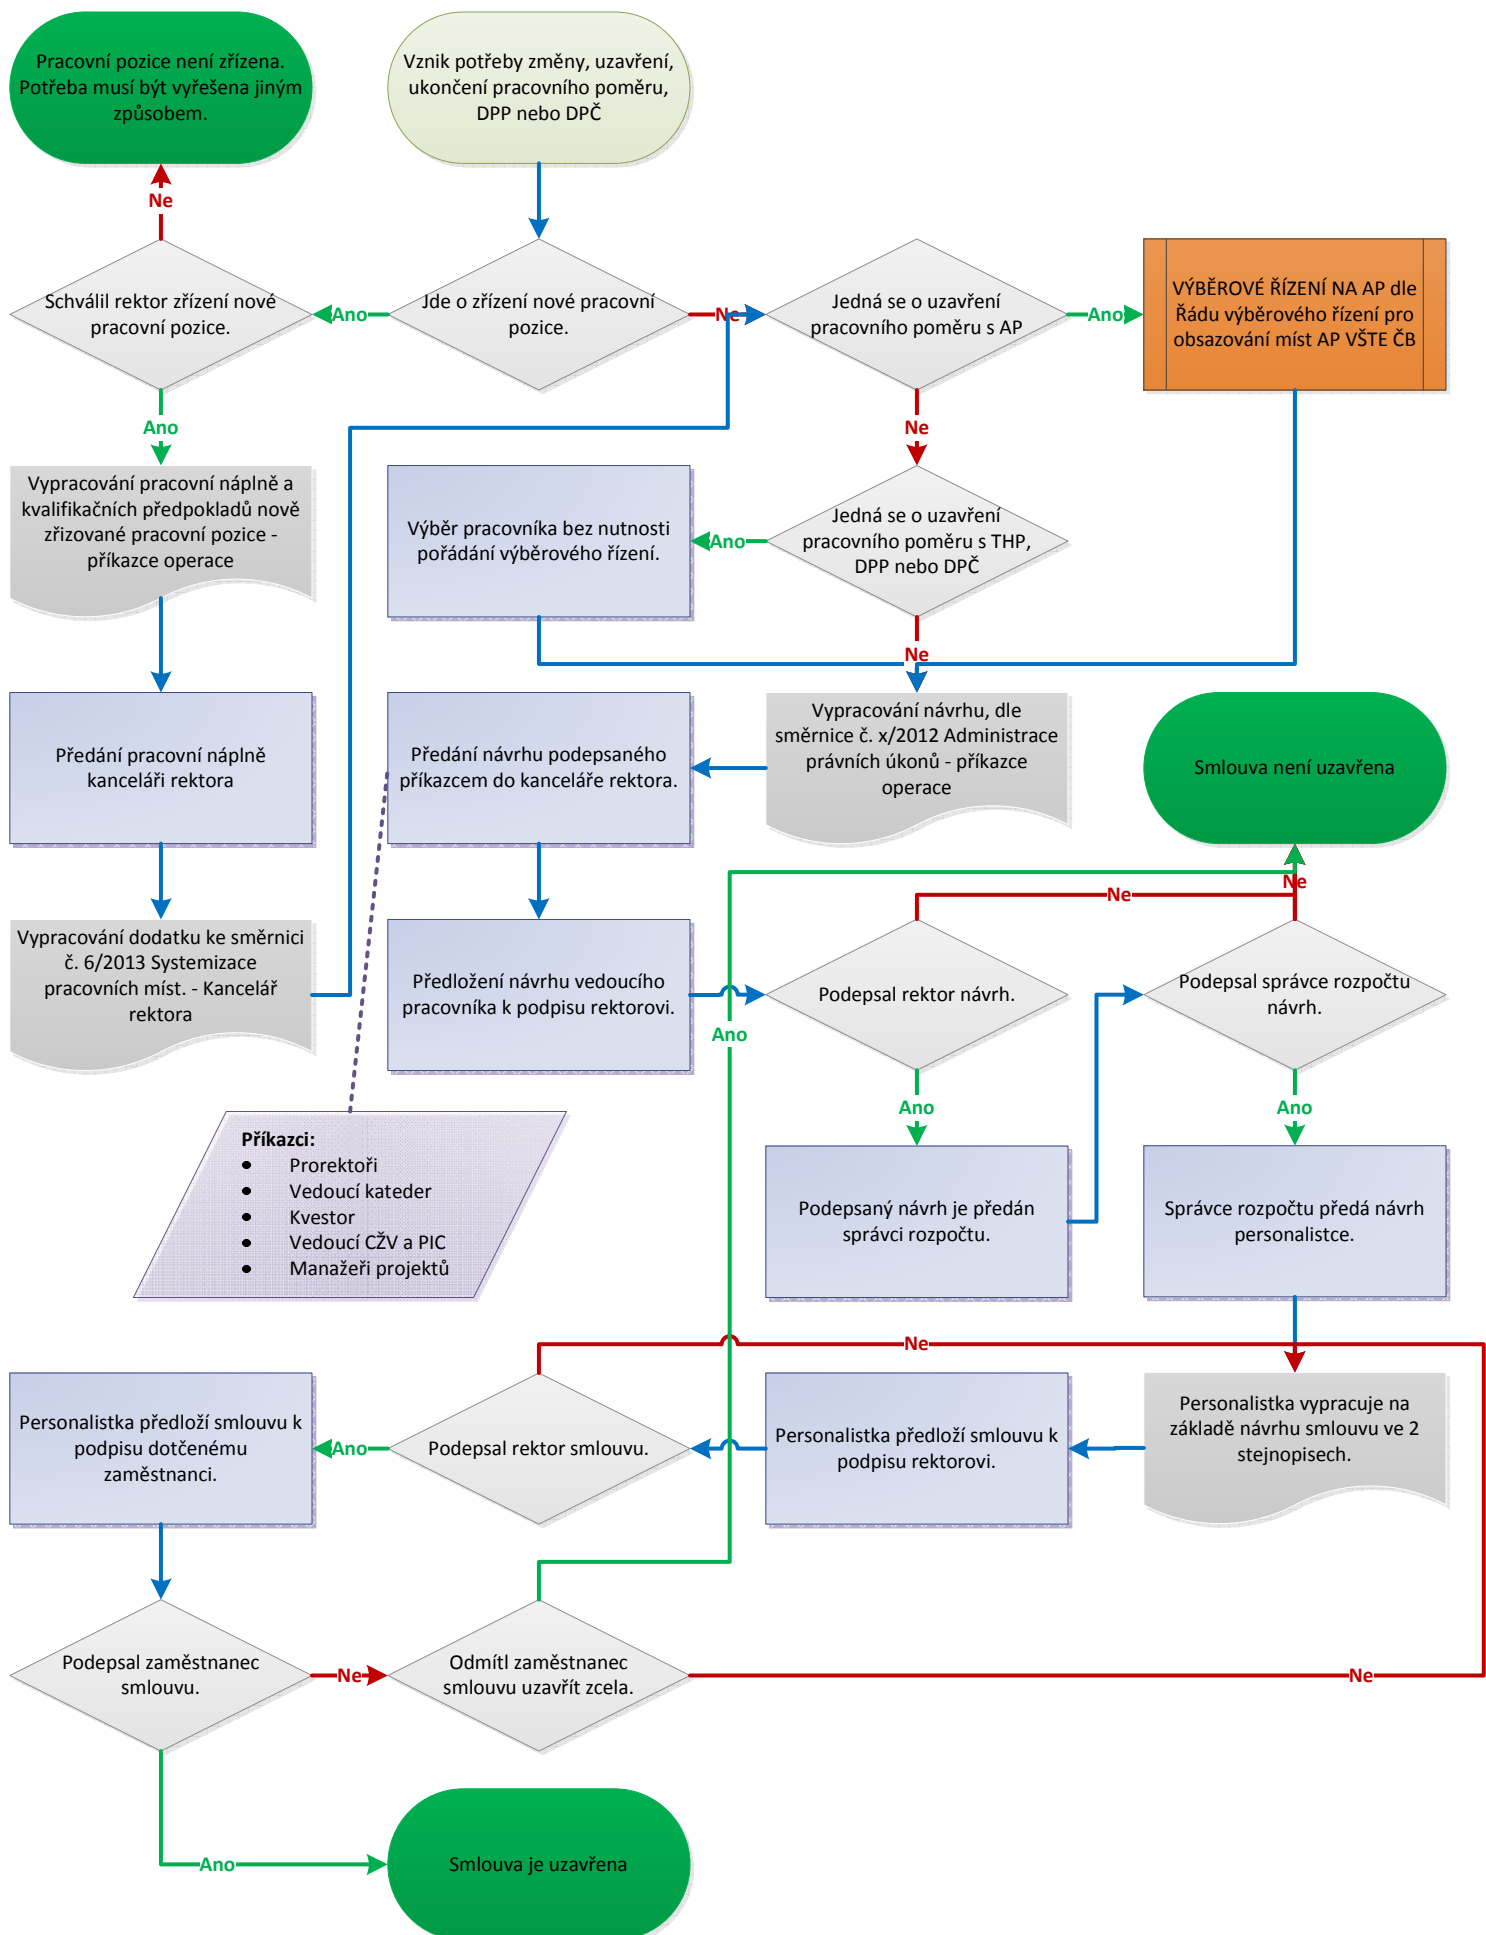 Pracovní pozice není zřízena.
Potřeba musí být vyřešena jiným
způsobem.
Vznik potřeby změny, uzavření,
ukončení pracovního poměru,
DPP nebo DPČ
Ne
Schválil rektor zřízení nové
pracovní pozice.
Ano
Jde o zřízení nové pracovní
pozice.
Ne
Jedná se o uzavření
pracovního poměru s AP
Ano
VÝBĚROVÉ ŘÍZENÍ NA AP dle
Řádu výběrového řízení pro
obsazování míst AP VŠTE ČB
Ano
Ne
Vypracování pracovní náplně a
kvalifikačních předpokladů nově
zřizované pracovní pozice -
příkazce operace
Výběr pracovníka bez nutnosti
pořádání výběrového řízení.
Ano
Jedná se o uzavření
pracovního poměru s THP,
DPP nebo DPČ
Ne
Předání pracovní náplně
kanceláři rektora
Předání návrhu podepsaného
příkazcem do kanceláře rektora.
Vypracování návrhu, dle
směrnice č. x/2012 Administrace
právních úkonů - příkazce
operace
Smlouva není uzavřena
Ne
Ne
Vypracování dodatku ke směrnici
č. 6/2013 Systemizace
pracovních míst. - Kancelář
rektora
Předložení návrhu vedoucího
pracovníka k podpisu rektorovi.
Ano
Podepsal rektor návrh.
Podepsal správce rozpočtu
návrh.
Ano
Ano
Příkazci:
• Prorektoři
• Vedoucí kateder
• Kvestor
• Vedoucí CŽV a PIC
• Manažeři projektů
Podepsaný návrh je předán
správci rozpočtu.
Správce rozpočtu předá návrh
personalistce.
Ne
Personalistka předloží smlouvu k
podpisu dotčenému
zaměstnanci.
Ano
Podepsal rektor smlouvu.
Personalistka předloží smlouvu k
podpisu rektorovi.
Personalistka vypracuje na
základě návrhu smlouvu ve 2
stejnopisech.
Podepsal zaměstnanec
smlouvu.
Ne
Odmítl zaměstnanec
smlouvu uzavřít zcela.
Ne
Ano
Smlouva je uzavřena